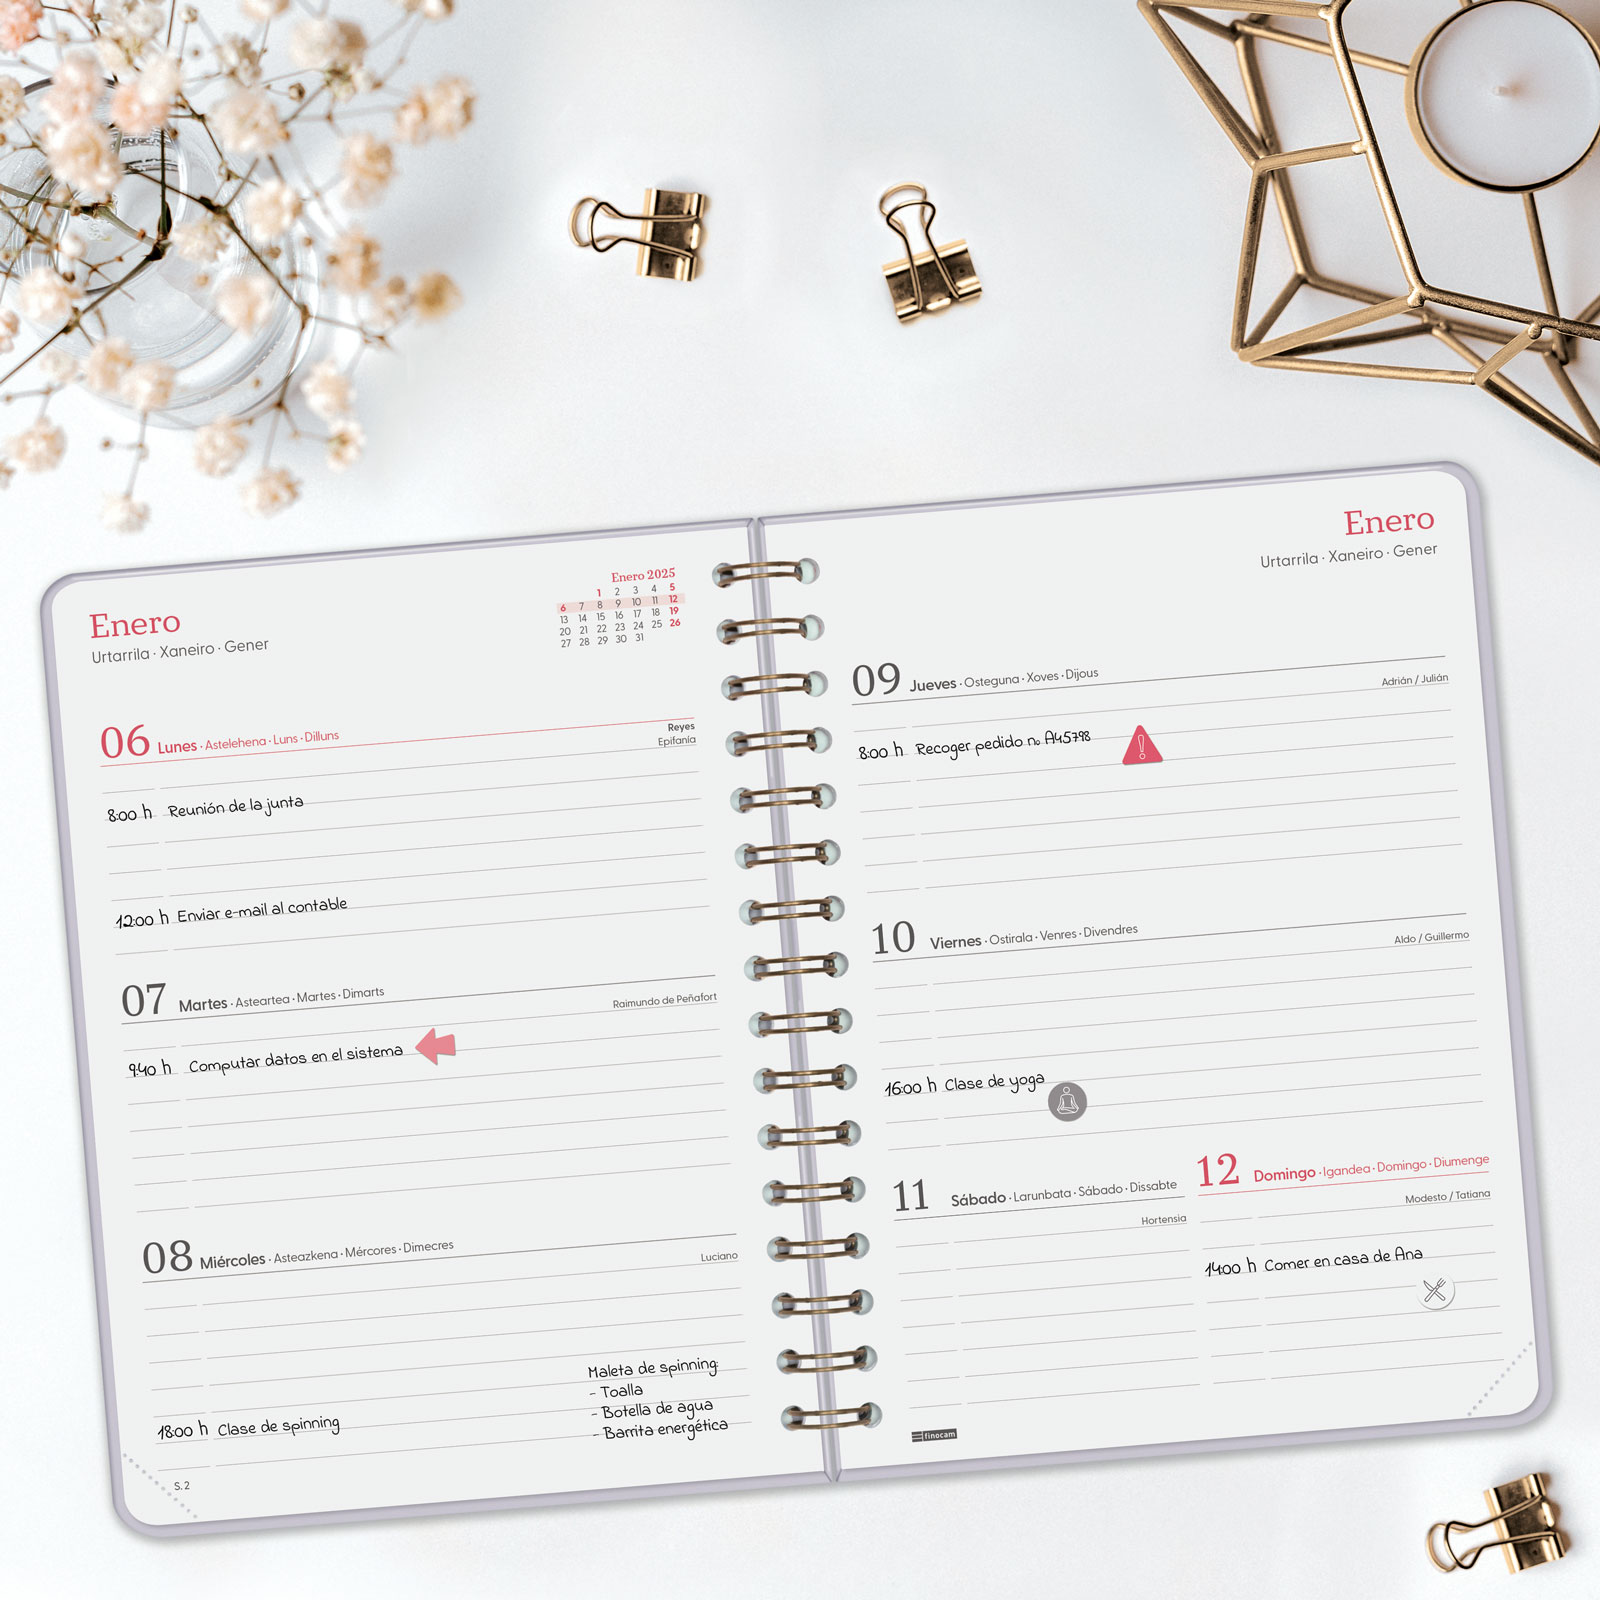 Enero
Urtarrila · Xaneiro · Gener
Enero 2025
1 2 3 4 5
6 7 8 9 10 11 12
13 14 15 16 17 18 19
20 21 22 23 24 25 26
27 28 29 30 31
06 Lunes · Astelehena · Luns · Dilluns
Reyes
Epifanía
8:00 h Reunión de la junta
12:00 h Enviar e-mail al contable
07 Martes · Asteartea · Martes · Dimarts
Raimundo de Peñafort
9:40 h Computar datos en el sistema
08 Miércoles · Asteazkena · Mércores · Dimecres
Luciano
Maleta de spinning:
- Toalla
- Botella de agua
- Barrita energética
18:00 h Clase de spinning
S. 2
Enero
Urtarrila · Xaneiro · Gener
09 Jueves · Osteguna · Xoves · Dijous
Adrián / Julián
8:00 h Recoger pedido nº A45798
10 Viernes · Ostirala · Venres · Divendres
Aldo / Guillermo
16:00 h Clase de yoga
11 Sábado · Larunbata · Sábado · Dissabte
Hortensia
12 Domingo · Igandea · Domingo · Diumenge
Modesto / Tatiana
14:00 h Comer en casa de Ana
finocam